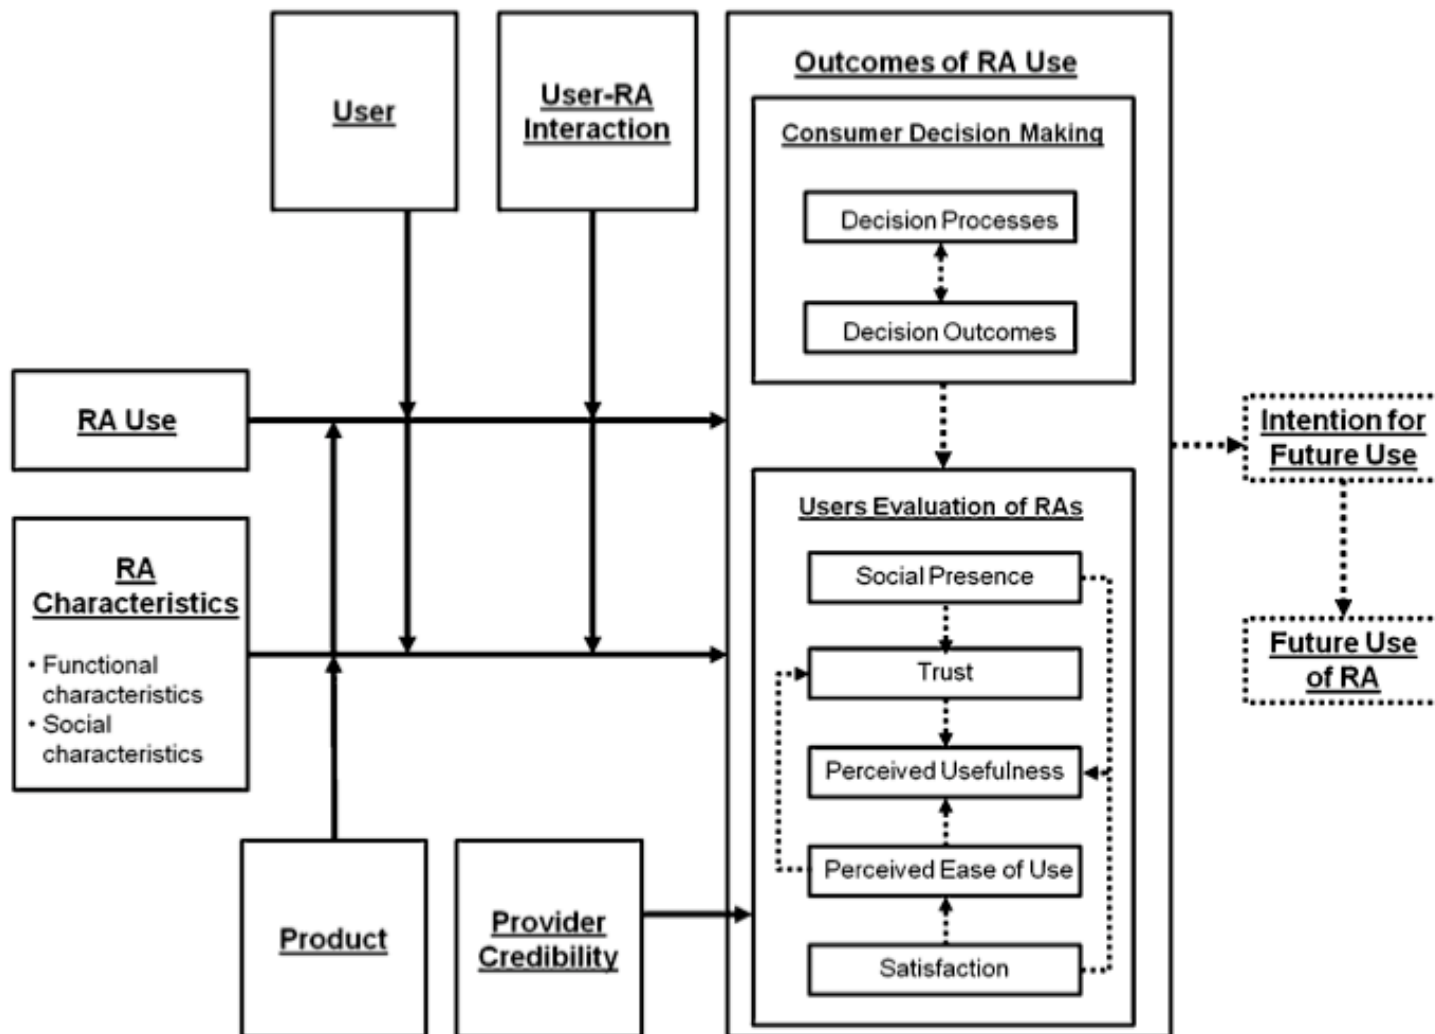 User
User-RA
Interaction
Outcomes of RA Use
Consumer Decision Making
Decision Processes
Decision Outcomes
RA Use
Intention for
Future Use
RA
Characteristics
• Functional
characteristics
• Social
characteristics
Users Evaluation of RAs
Social Presence
Trust
Perceived Usefulness
Perceived Ease of Use
Satisfaction
Future Use
of RA
Product
Provider
Credibility